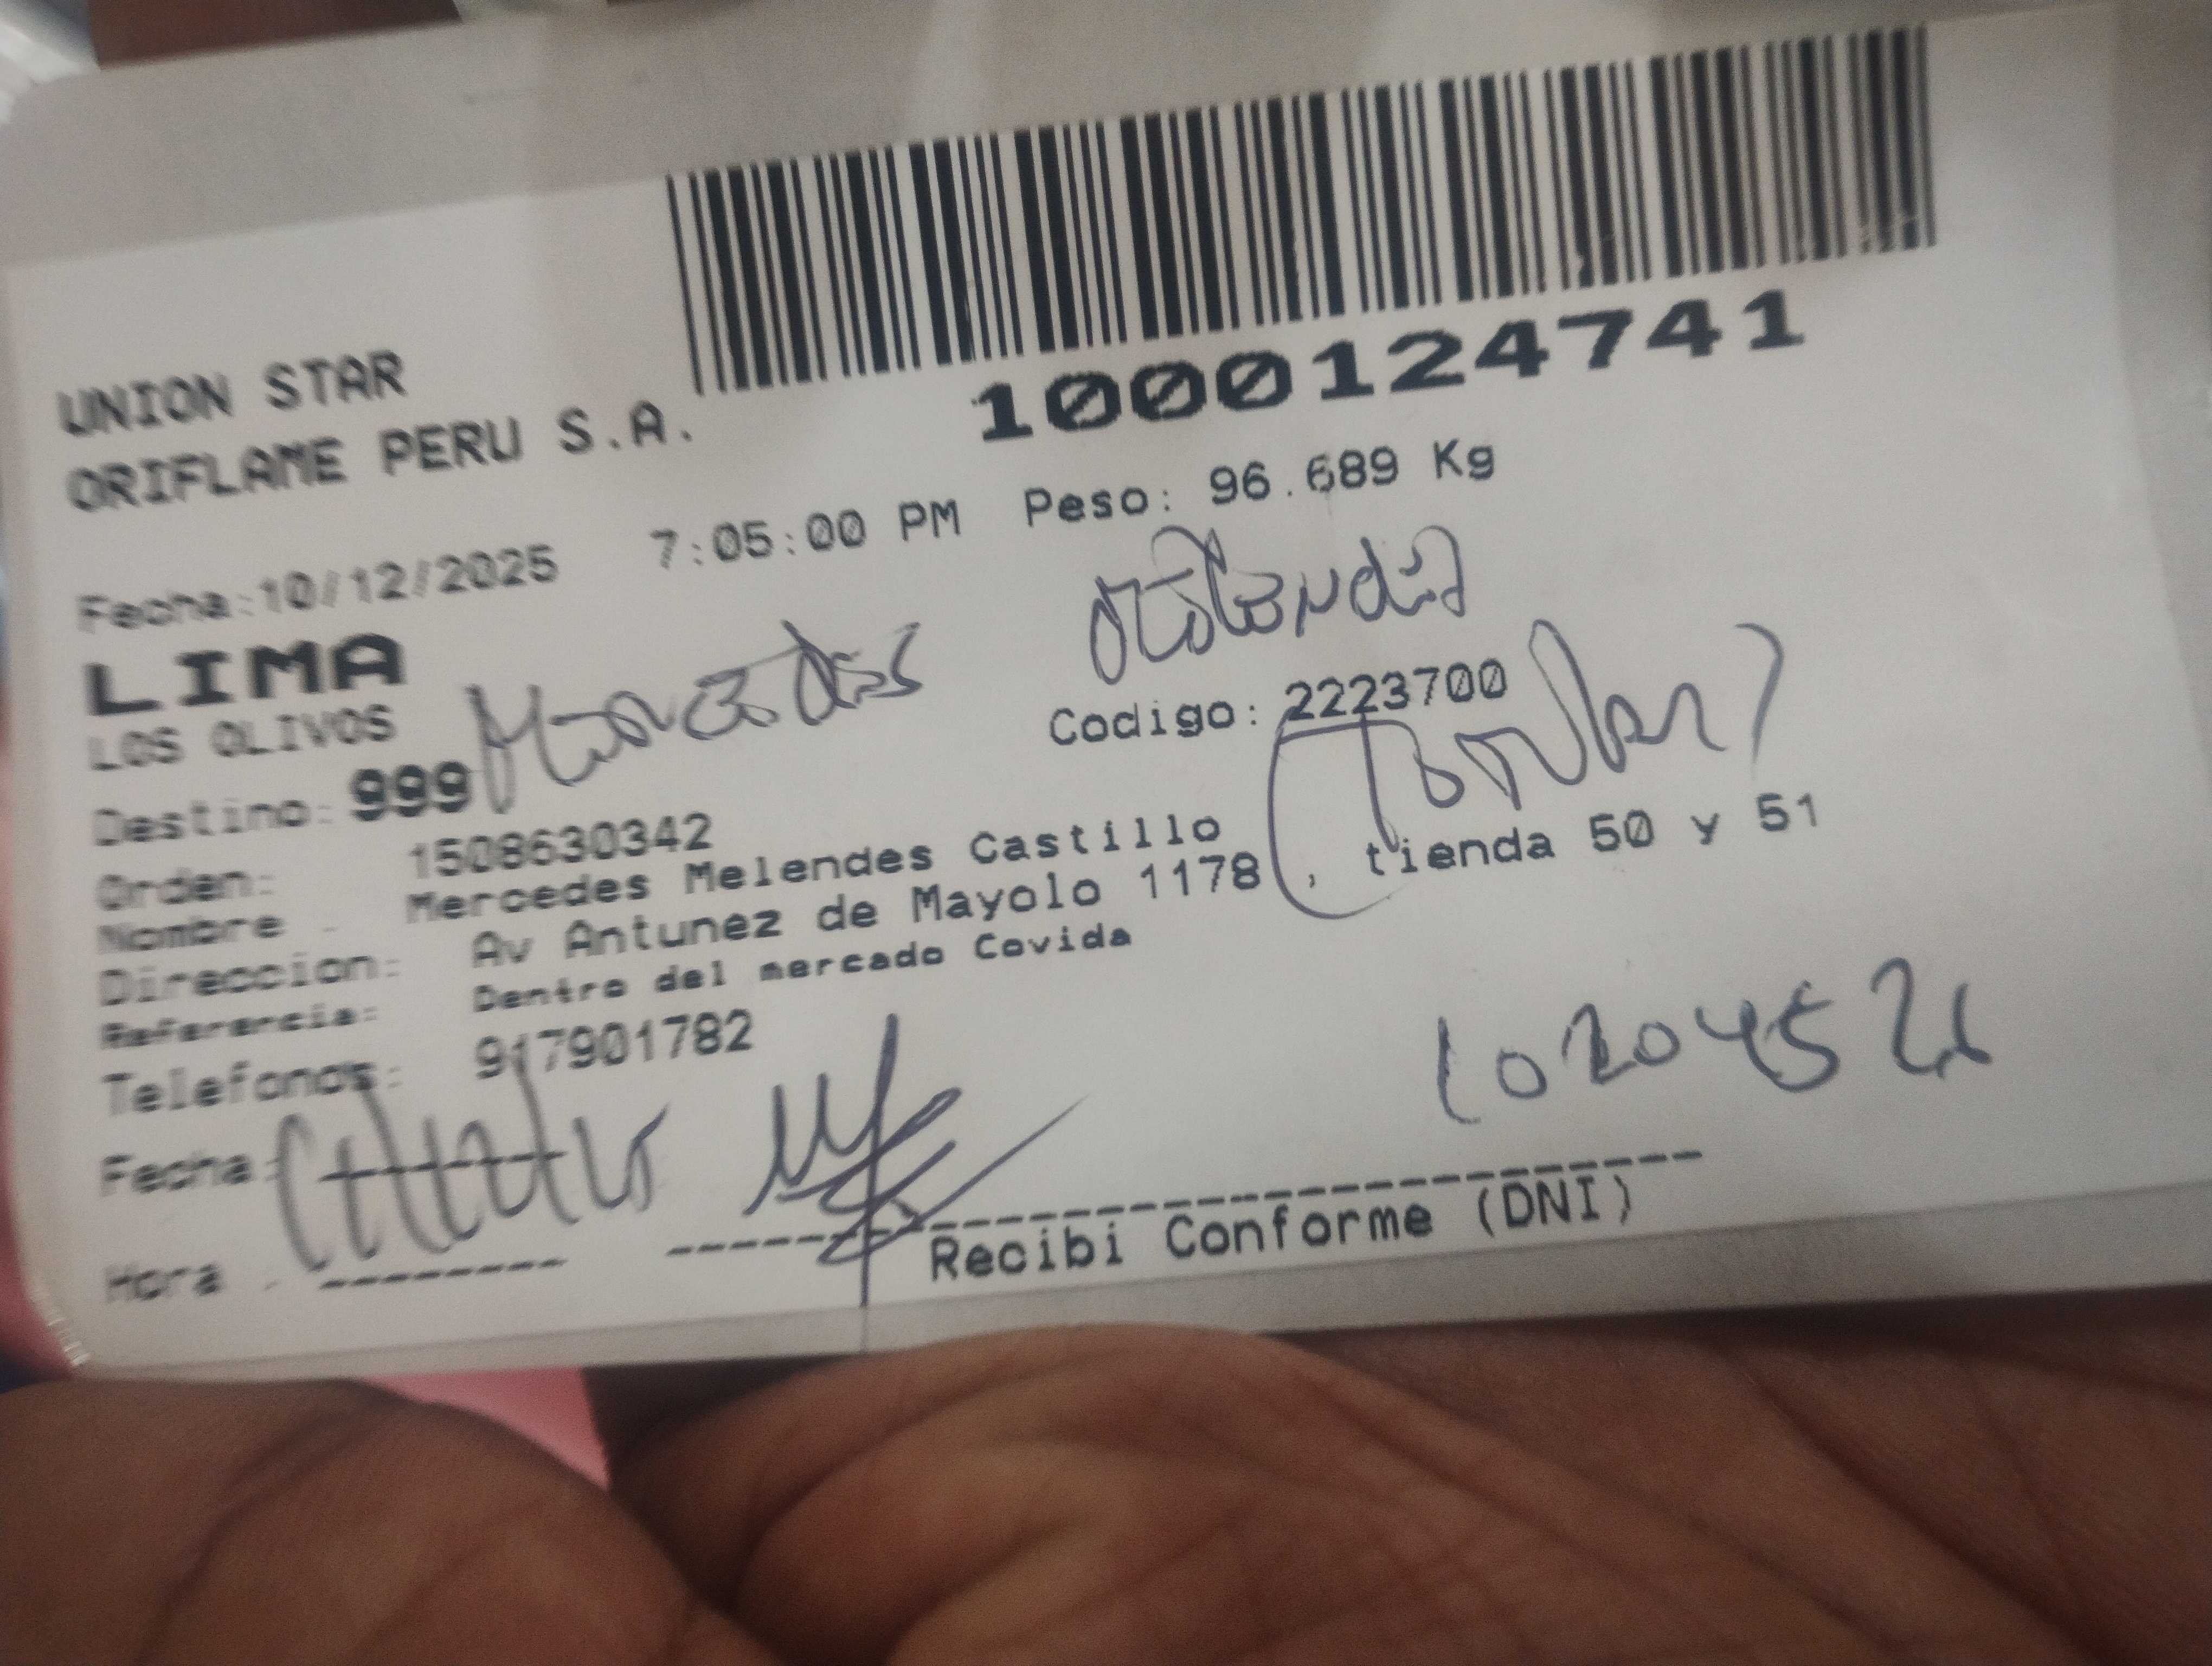 1000124741
UNION STAR
ORIFLAME PERU S.A.
Fecha:10/12/2025 7:05:00 PM Peso: 96.689 Kg
LIMA
LOS OLIVOS
Mercedes
Codigo: 2223700
Destino: 999
(Titular)
Orden: 1508630342
Nombre : Mercedes Melendes Castillo
Direccion: Av Antunez de Mayolo 1178 , tienda 50 y 51
Referencia: Dentro del mercado Covida
Telefonos: 917901782
Fecha:
Hora :
Recibi Conforme (DNI)